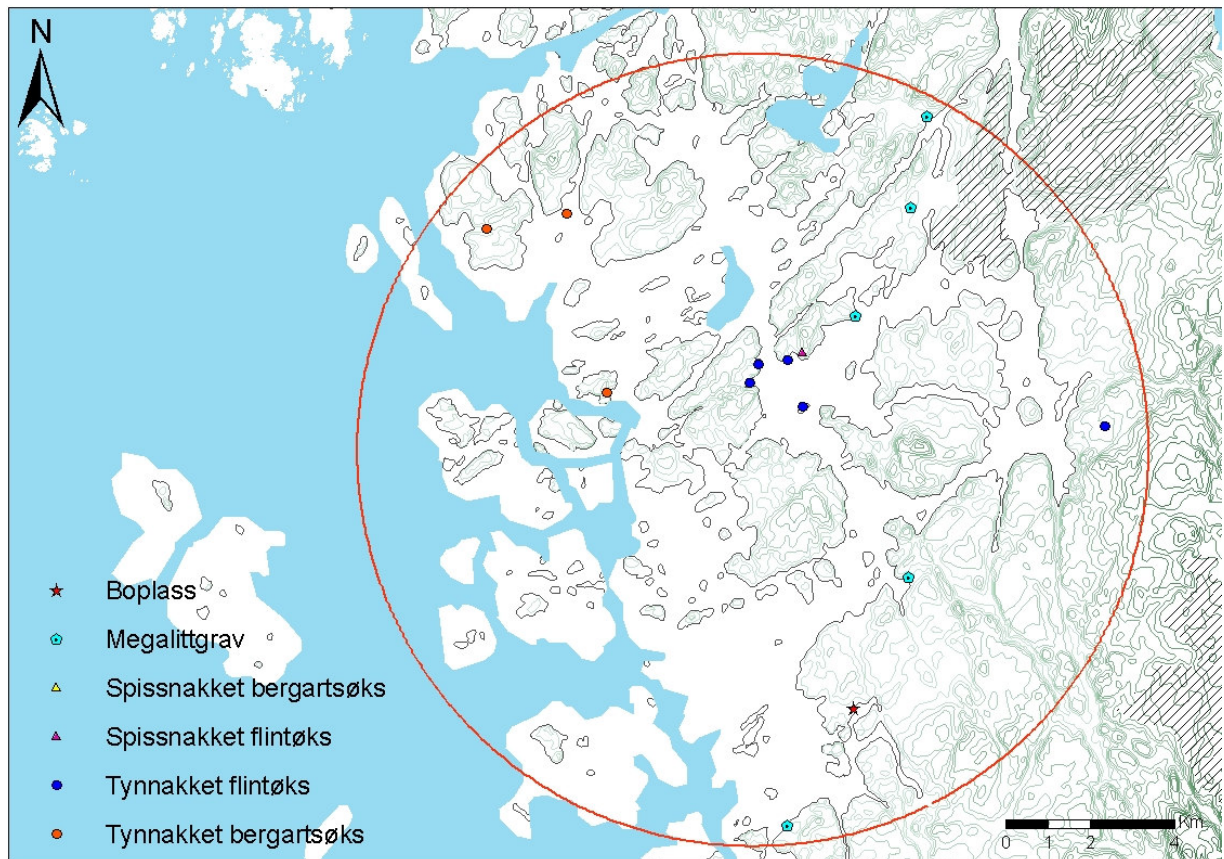 N
Boplass
Megalittgrav
Spissnakket bergartsøks
Spissnakket flintøks
Tynnakket flintøks
Tynnakket bergartsøks
Km
0 1 2 4